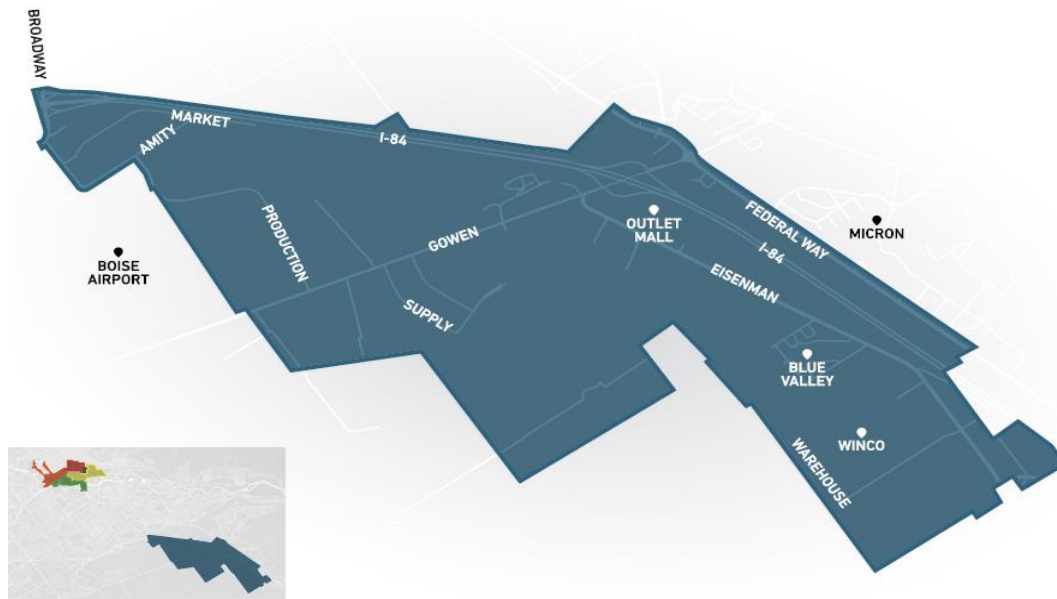 BROADWAY
MARKET
I-84
AMITY
PRODUCTION
GOWEN
SUPPLY
BOISE
AIRPORT
OUTLET
MALL
FEDERAL WAY
I-84
MICRON
EISENMAN
BLUE
VALLEY
WINCO
WAREHOUSE